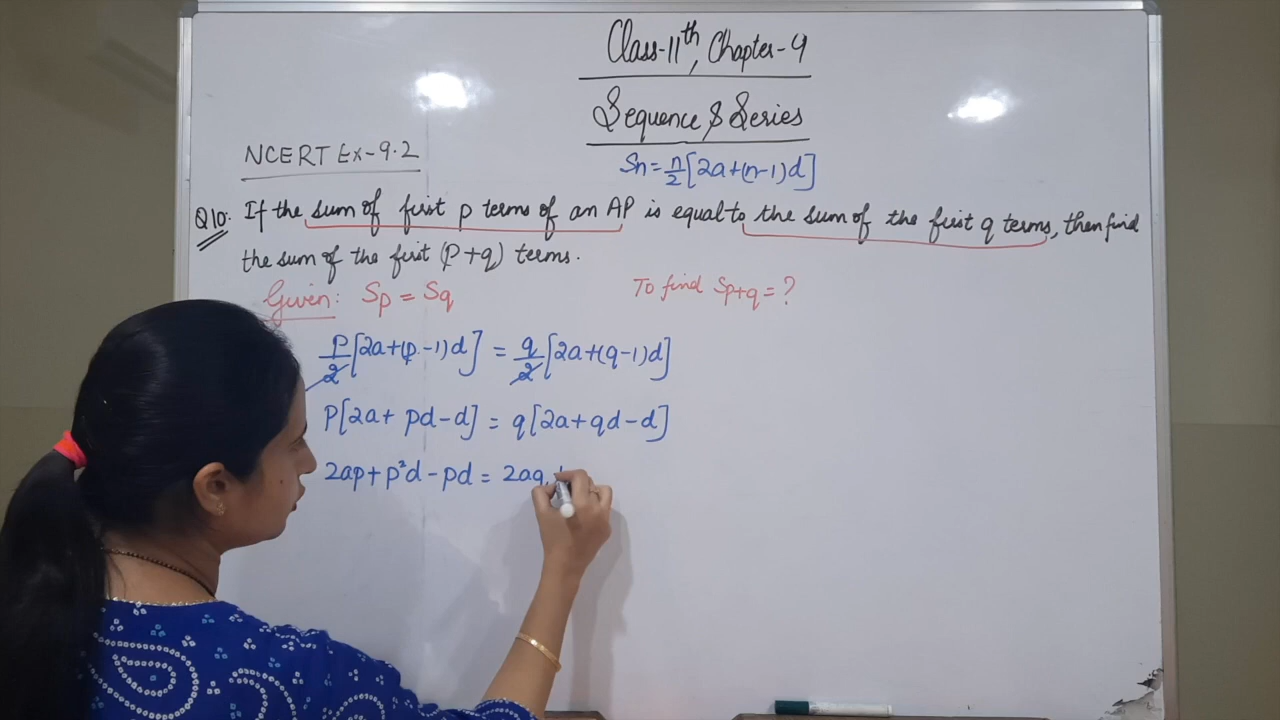 Class-11th, Chapter-9
Sequence & Series
NCERT Ex-9.2
Sn = n/2 [2a+(n-1)d]
Q10. If the sum of first p terms of an AP is equal to the sum of the first q terms, then find
the sum of the first (p+q) terms.
Given: Sp = Sq
To find Sp+q = ?
p/2 [2a+(p-1)d] = q/2 [2a+(q-1)d]
p[2a+ pd-d] = q[2a+qd-d]
2ap+p²d-pd = 2aq+